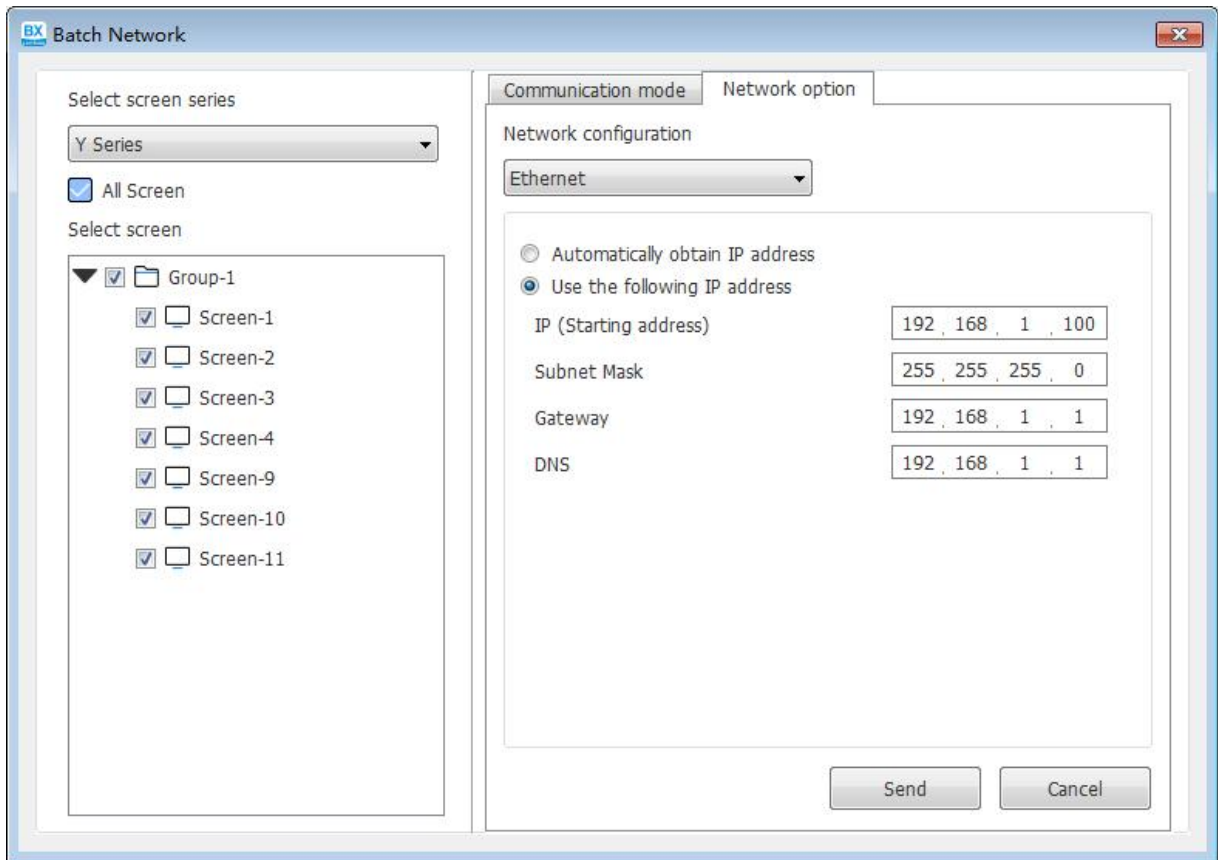 BX Batch Network
Select screen series
Y Series
All Screen
Select screen
Group-1
Screen-1
Screen-2
Screen-3
Screen-4
Screen-9
Screen-10
Screen-11
Communication mode
Network option
Network configuration
Ethernet
Automatically obtain IP address
Use the following IP address
IP (Starting address) 192 . 168 . 1 . 100
Subnet Mask 255 . 255 . 255 . 0
Gateway 192 . 168 . 1 . 1
DNS 192 . 168 . 1 . 1
Send
Cancel